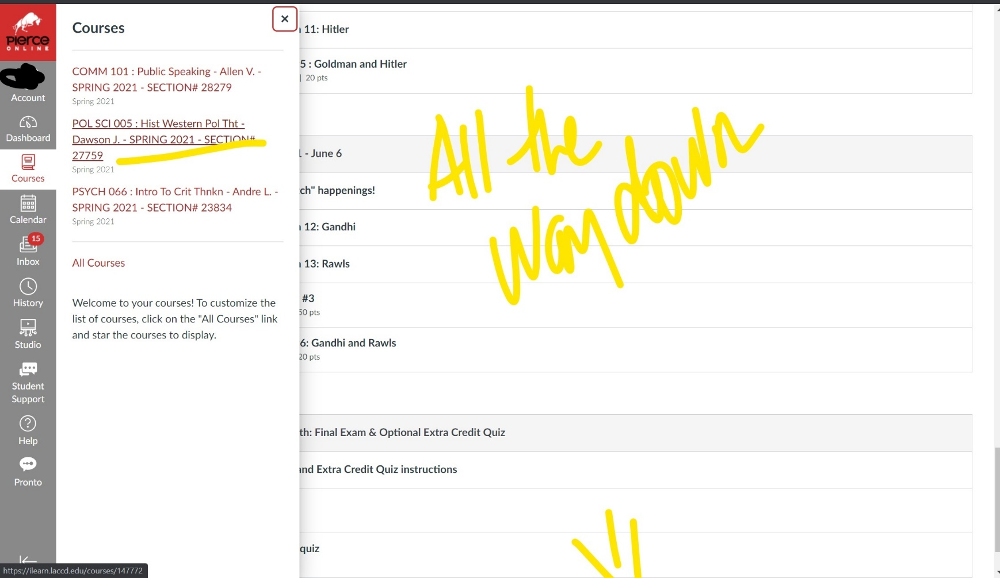 PIERCE
ONLINE
Account
Dashboard
Courses
Calendar
15
Inbox
History
Studio
Student
Support
Help
Pronto
Courses
COMM 101 : Public Speaking - Allen V. -
SPRING 2021 - SECTION# 28279
Spring 2021
POL SCI 005 : Hist Western Pol Tht -
Dawson J. - SPRING 2021 - SECTION#
27759
Spring 2021
PSYCH 066 : Intro To Crit Thnkn - Andre L. -
SPRING 2021 - SECTION# 23834
Spring 2021
All Courses
Welcome to your courses! To customize the
list of courses, click on the "All Courses" link
and star the courses to display.
https://ilearn.laccd.edu/courses/147772
11: Hitler
5 : Goldman and Hitler
| 20 pts
- June 6
ch" happenings!
12: Gandhi
13: Rawls
#3
50 pts
6: Gandhi and Rawls
20 pts
th: Final Exam & Optional Extra Credit Quiz
and Extra Credit Quiz instructions
quiz
All the
way down